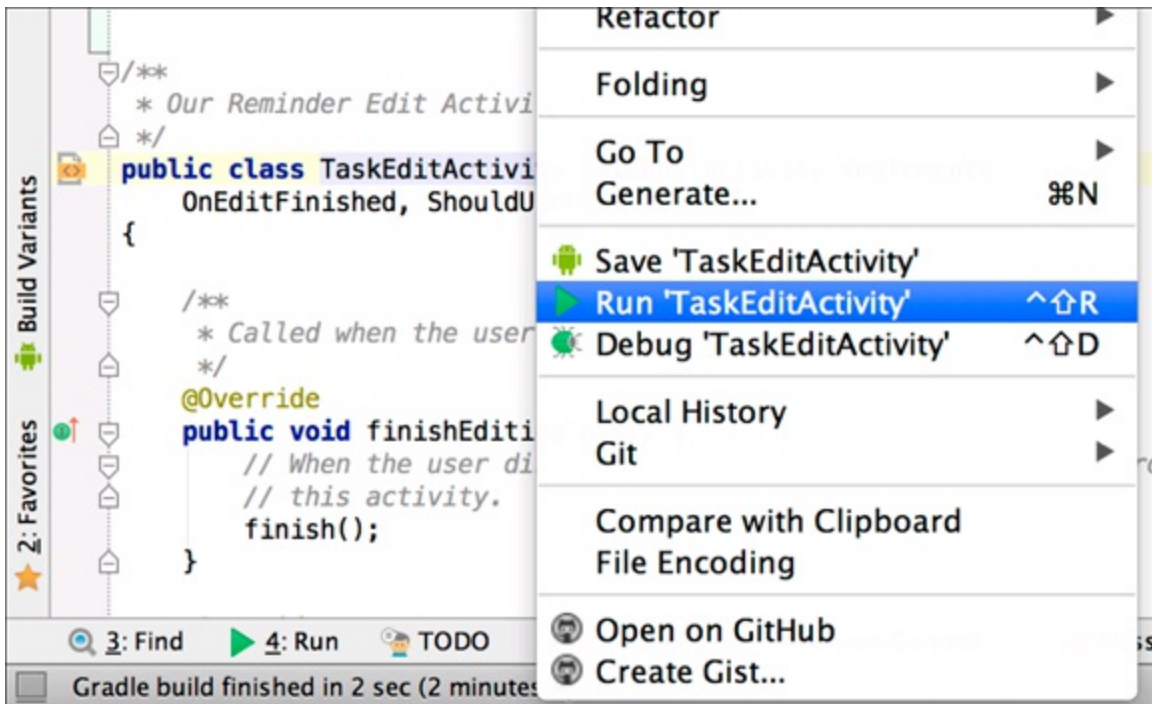 Refactor
/**
* Our Reminder Edit Activi
*/
Folding
Go To
public class TaskEditActivi
OnEditFinished, ShouldU
Generate... ⌘N
{
Save 'TaskEditActivity'
/**
Run 'TaskEditActivity' ^⇧R
* Called when the user
Debug 'TaskEditActivity' ^⇧D
*/
@Override
Local History
public void finishEditi
Git
// When the user di
// this activity.
finish();
}
Compare with Clipboard
File Encoding
Open on GitHub
Create Gist...
Build Variants
2: Favorites
3: Find 4: Run TODO
Gradle build finished in 2 sec (2 minutes